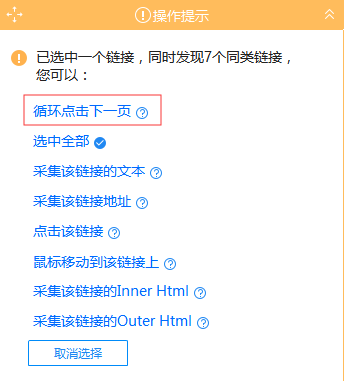 操作提示
已选中一个链接，同时发现7个同类链接，
您可以：
循环点击下一页
选中全部
采集该链接的文本
采集该链接地址
点击该链接
鼠标移动到该链接上
采集该链接的Inner Html
采集该链接的Outer Html
取消选择